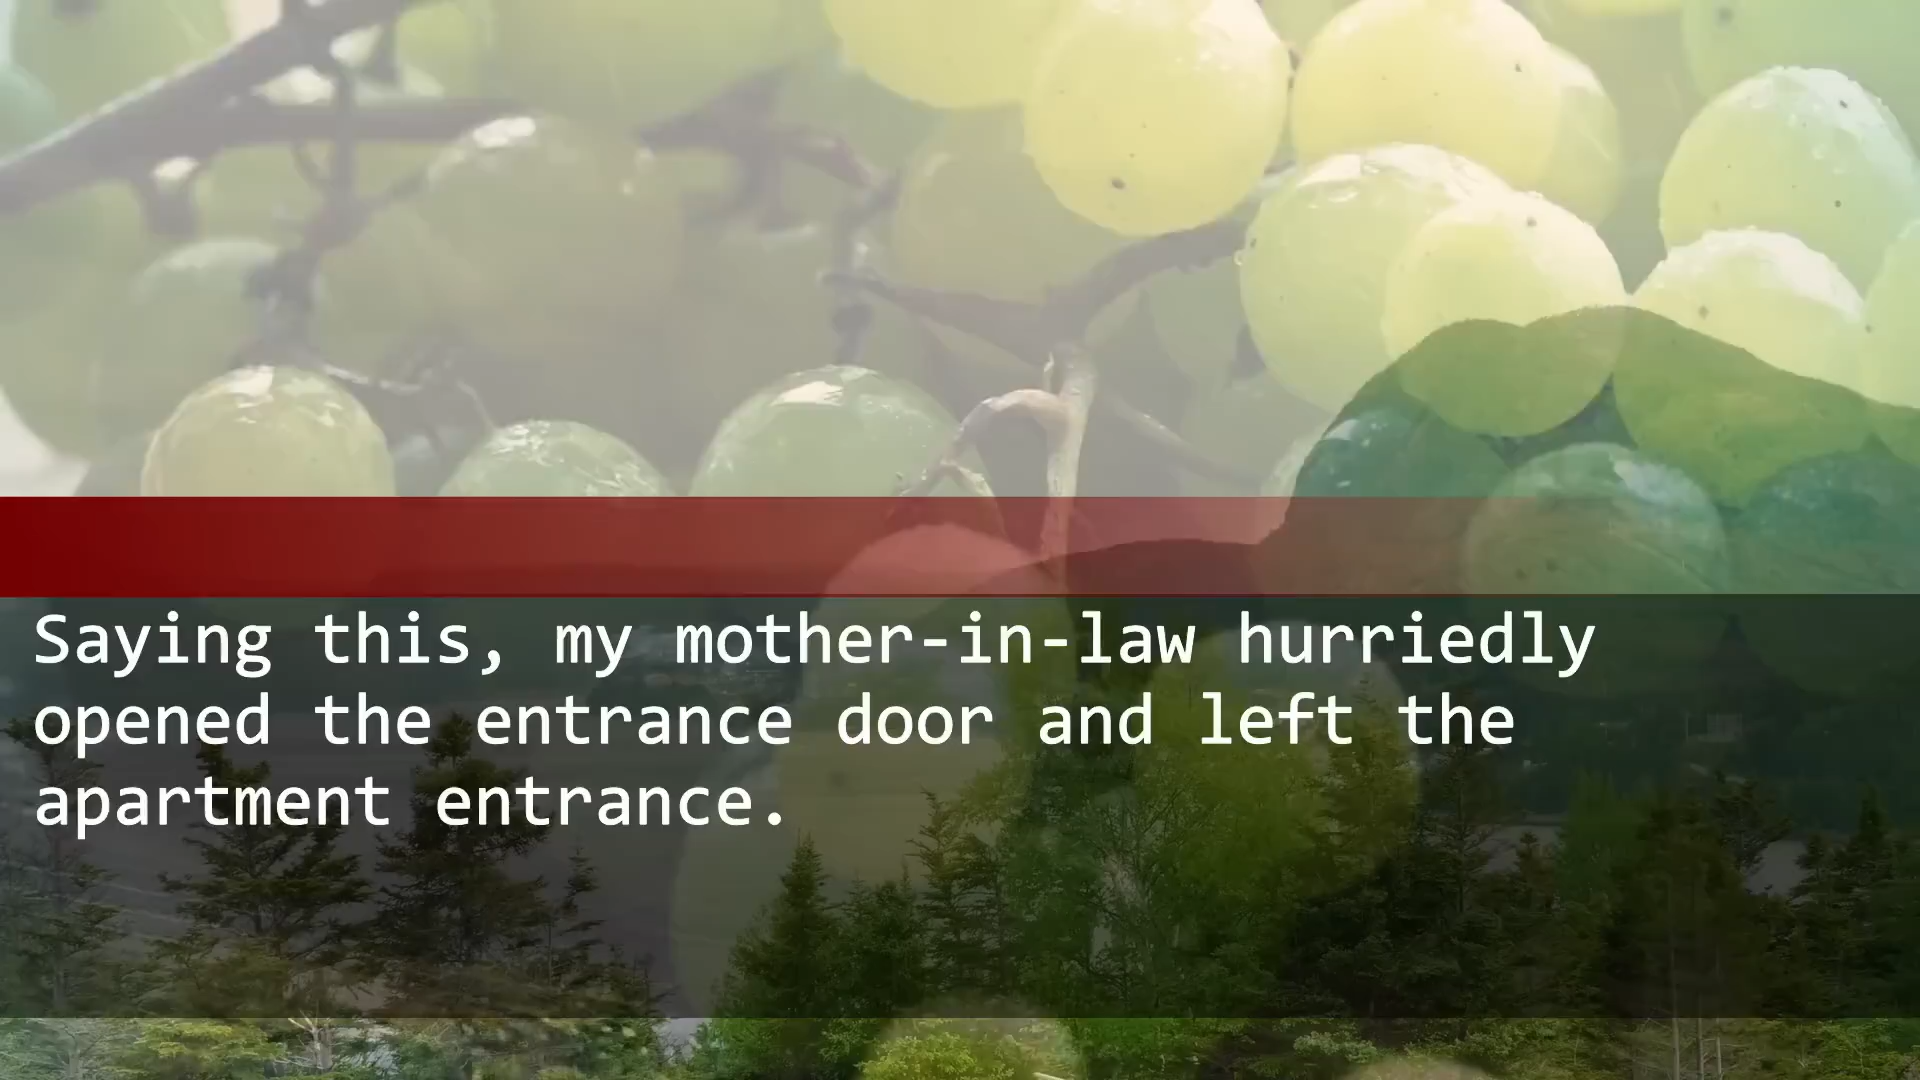 Saying this, my mother-in-law hurriedly
opened the entrance door and left the
apartment entrance.